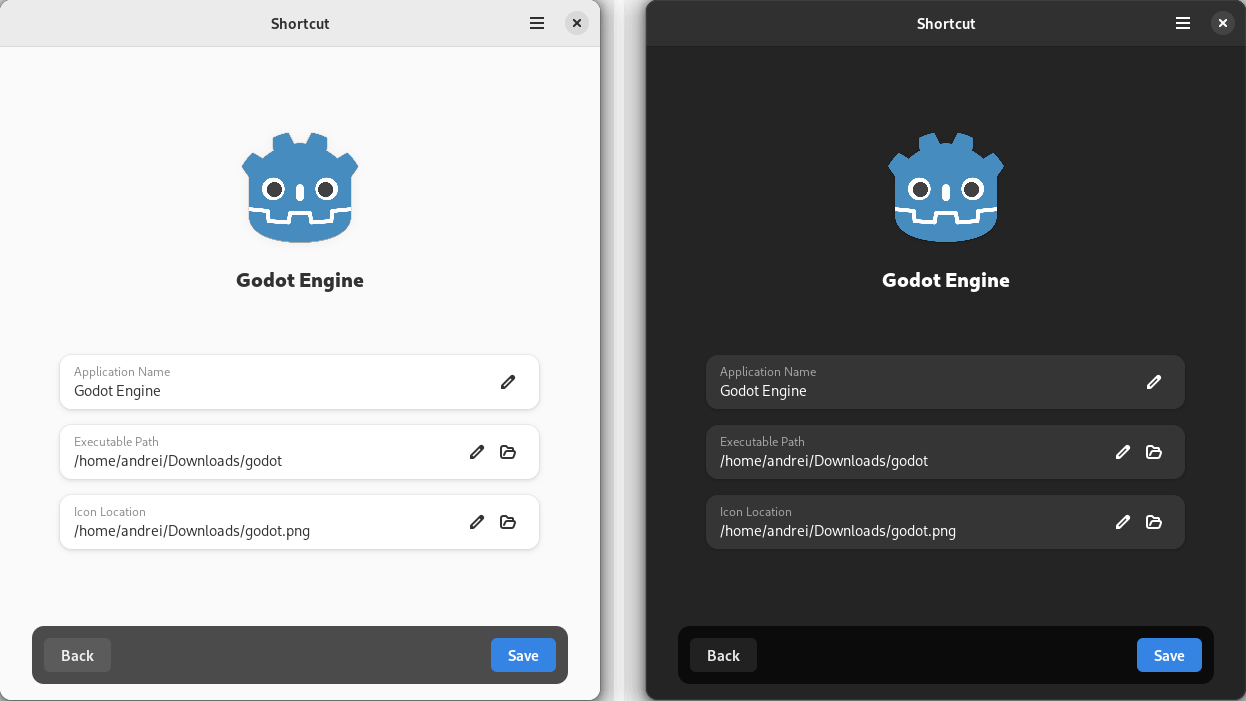 Shortcut
Godot Engine
Application Name
Godot Engine
Executable Path
/home/andrei/Downloads/godot
Icon Location
/home/andrei/Downloads/godot.png
Back
Save
Shortcut
Godot Engine
Application Name
Godot Engine
Executable Path
/home/andrei/Downloads/godot
Icon Location
/home/andrei/Downloads/godot.png
Back
Save